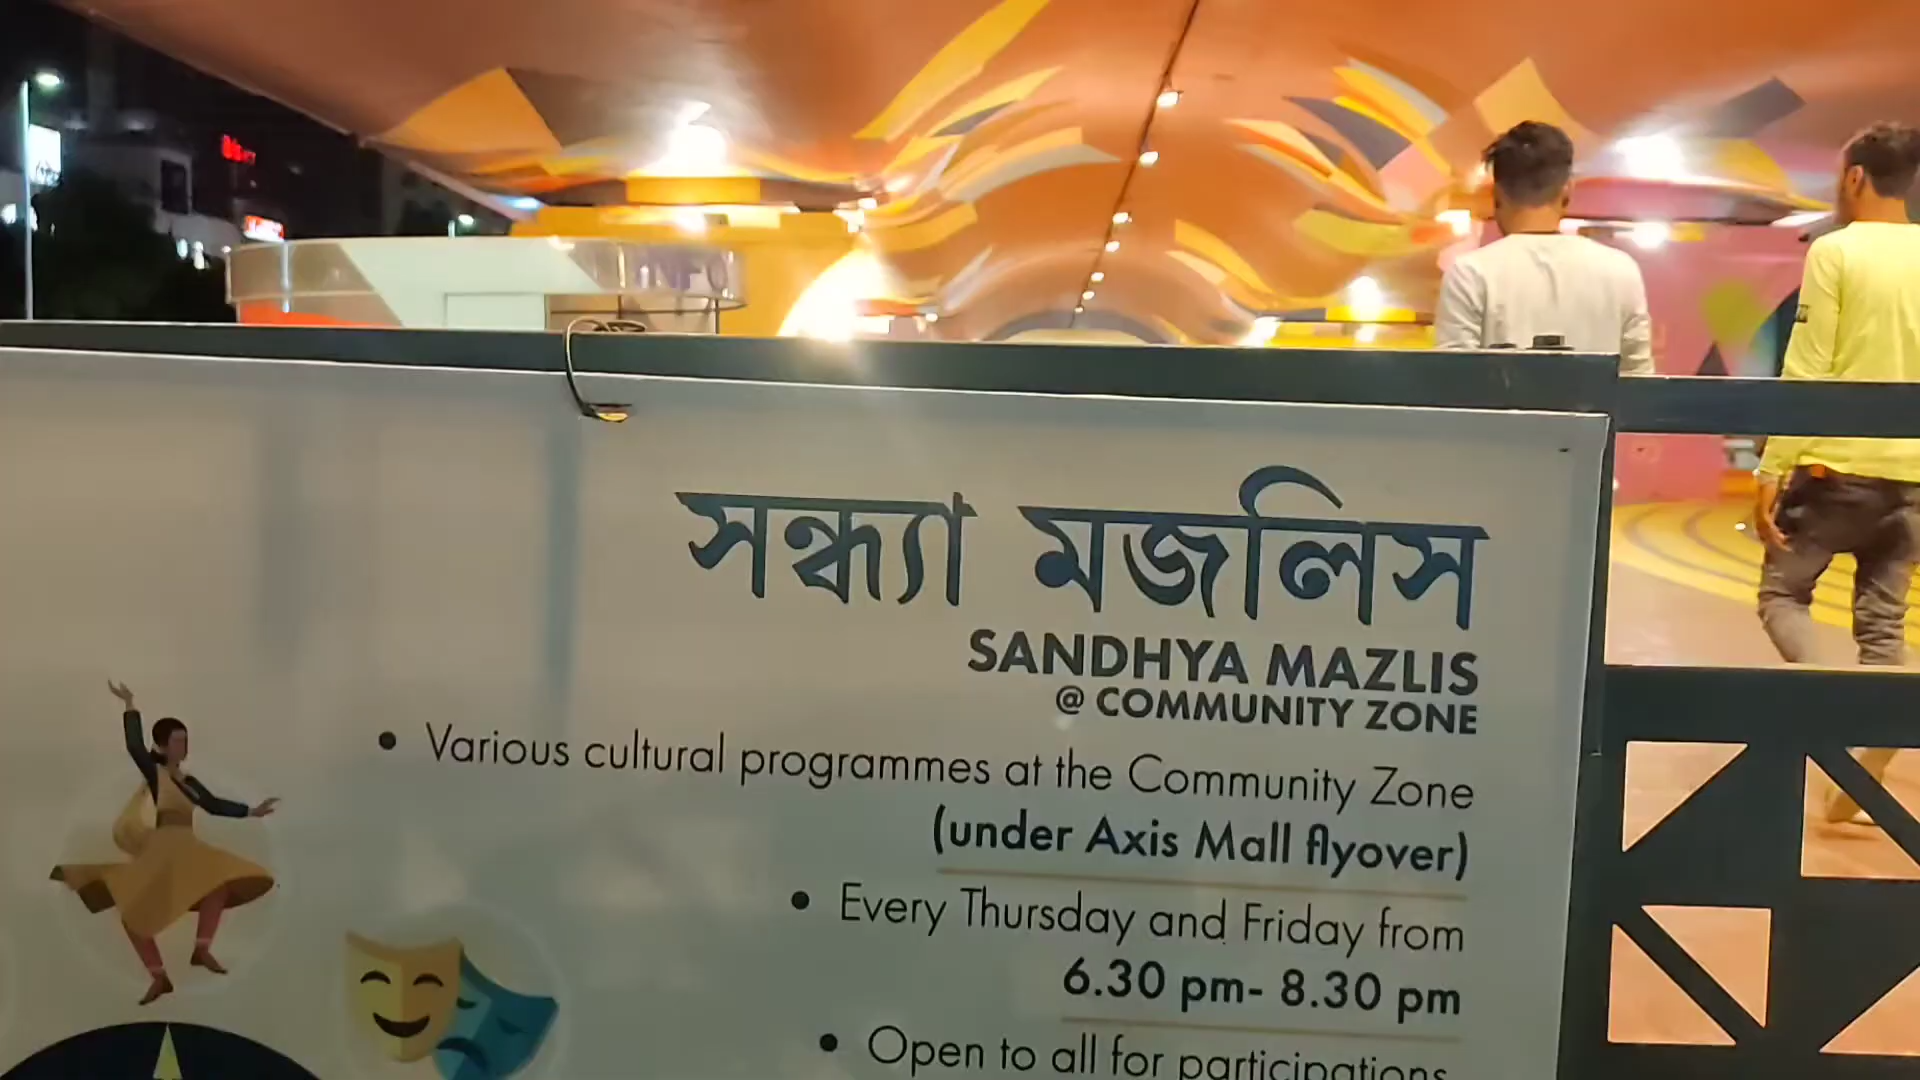 সন্ধ্যা মজলিস
SANDHYA MAZLIS
@ COMMUNITY ZONE
• Various cultural programmes at the Community Zone
(under Axis Mall flyover)
• Every Thursday and Friday from
6.30 pm- 8.30 pm
• Open to all for participations